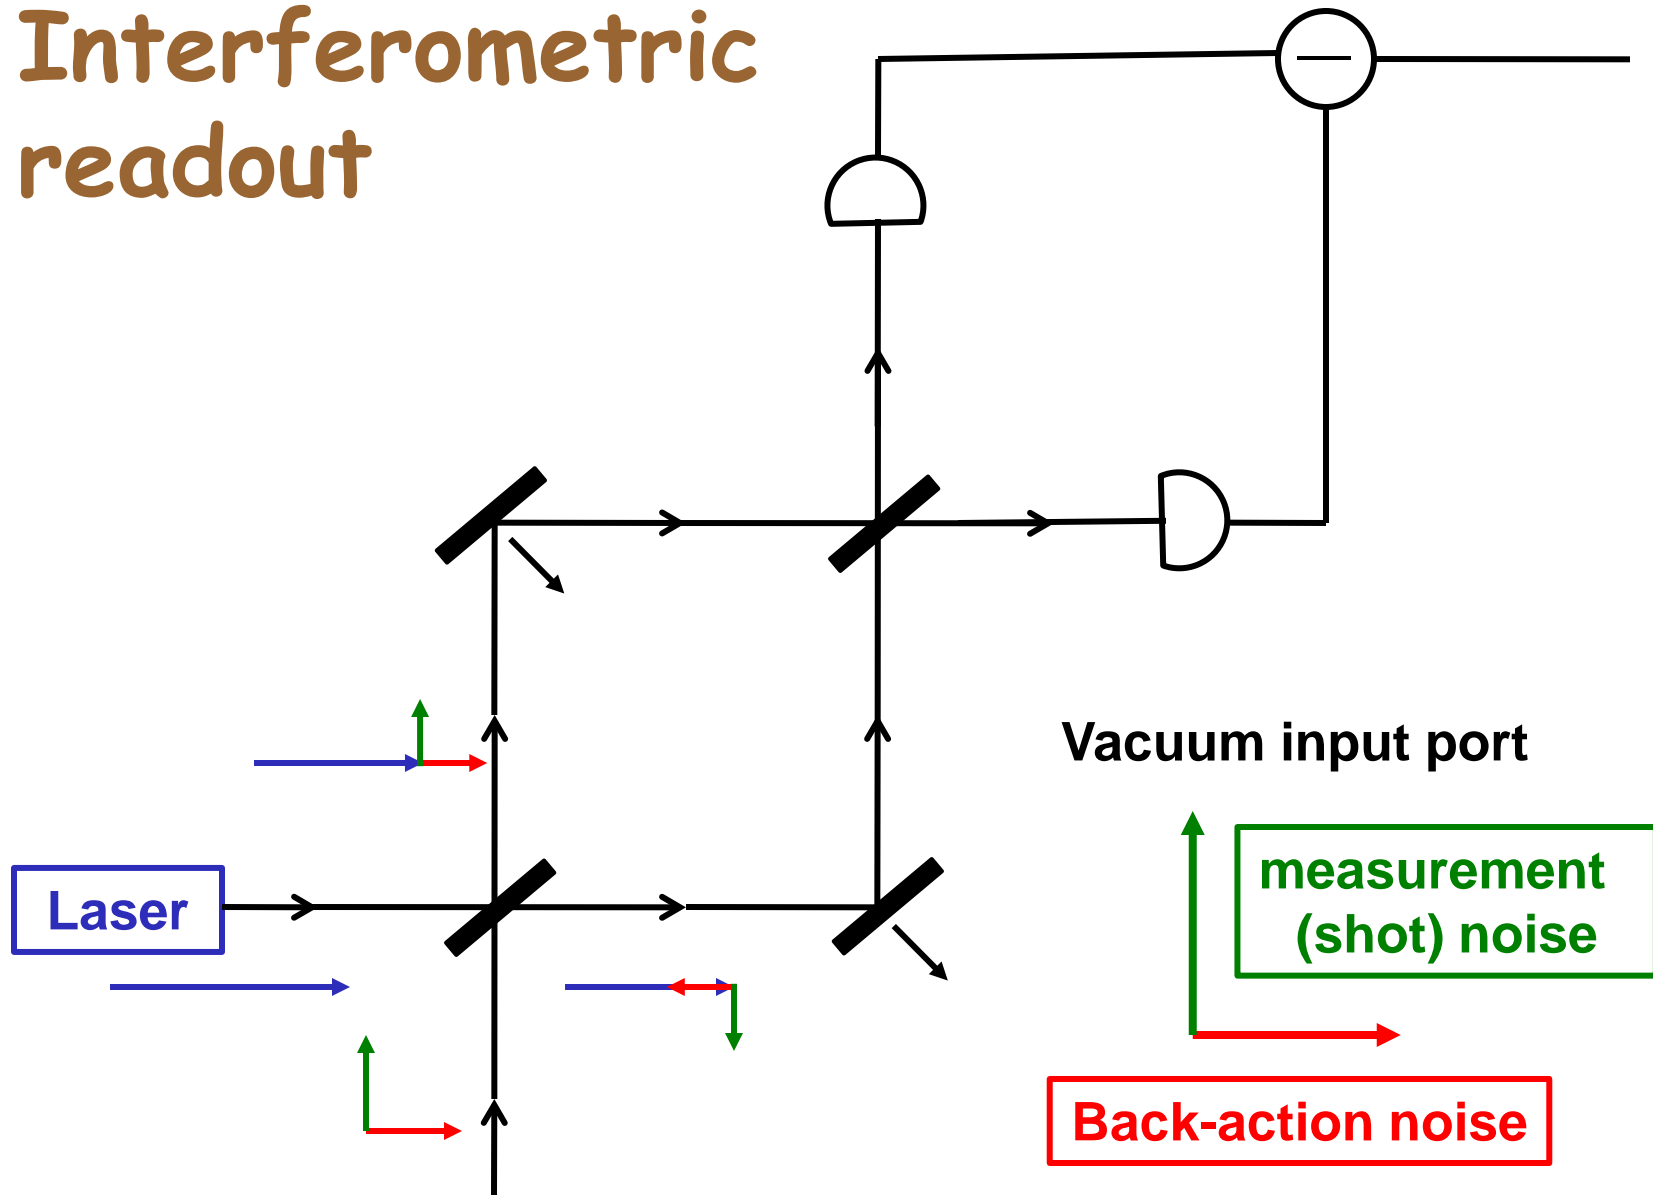 Interferometric
readout
Vacuum input port
Laser
measurement
(shot) noise
Back-action noise